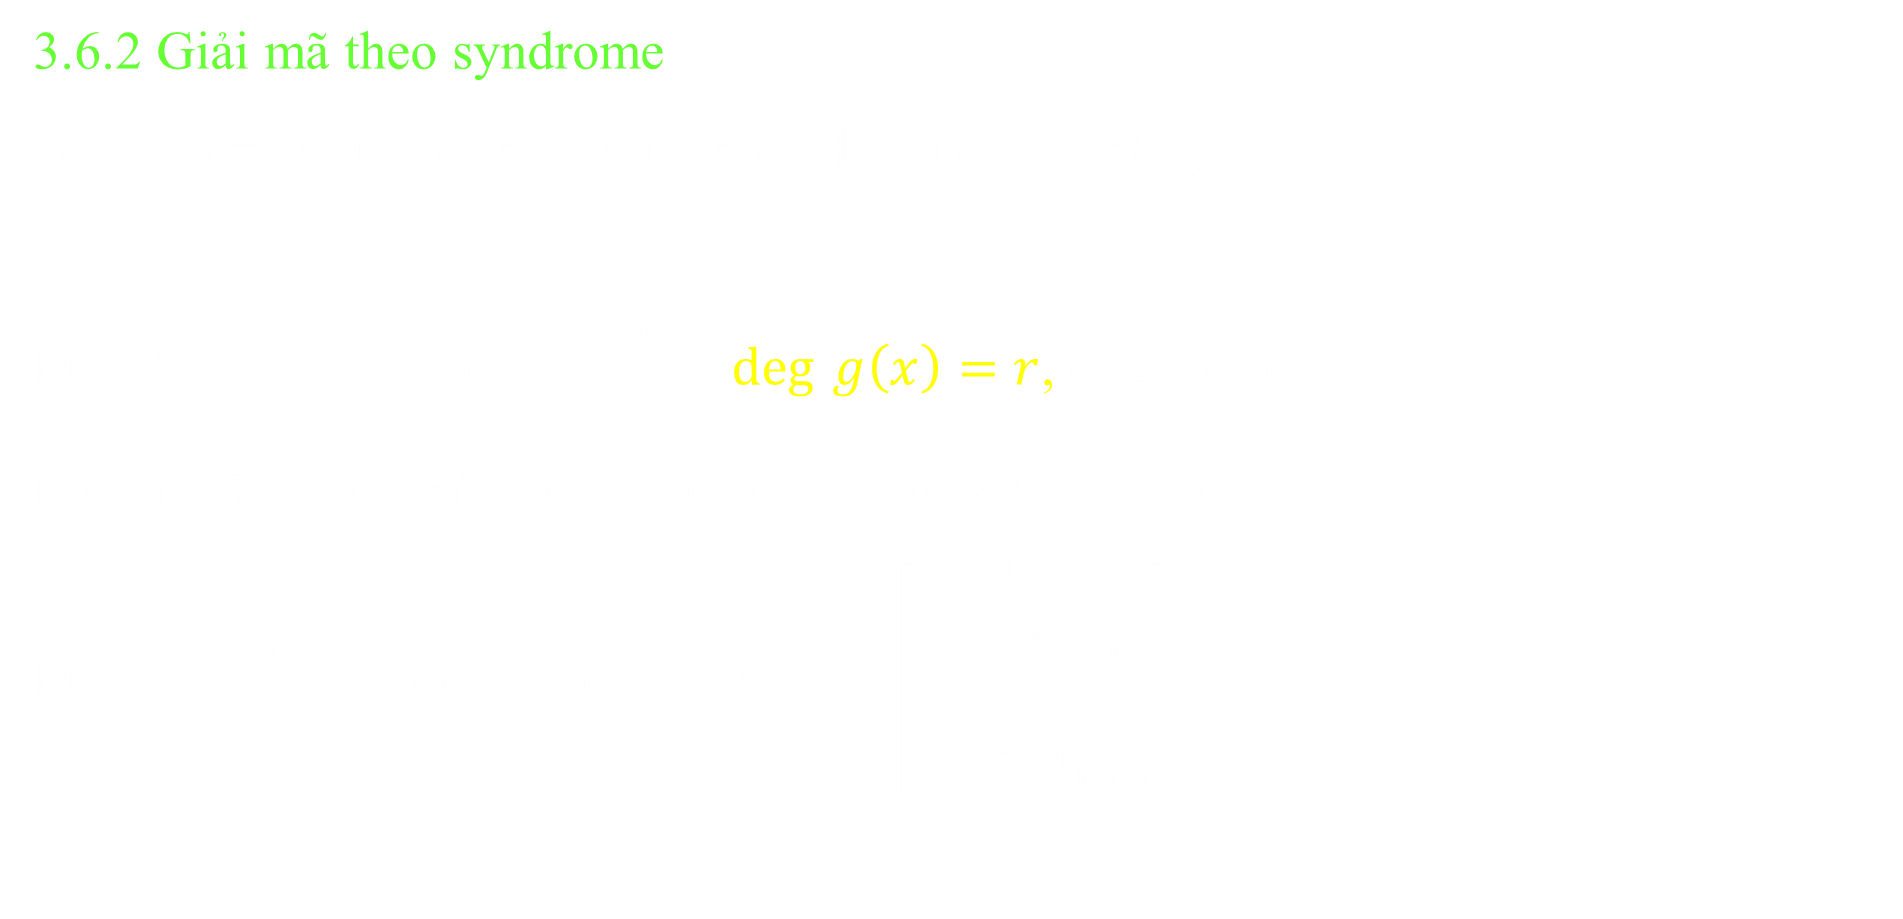 3.6.2 Giải mã theo syndrome
deg g(x) = r,